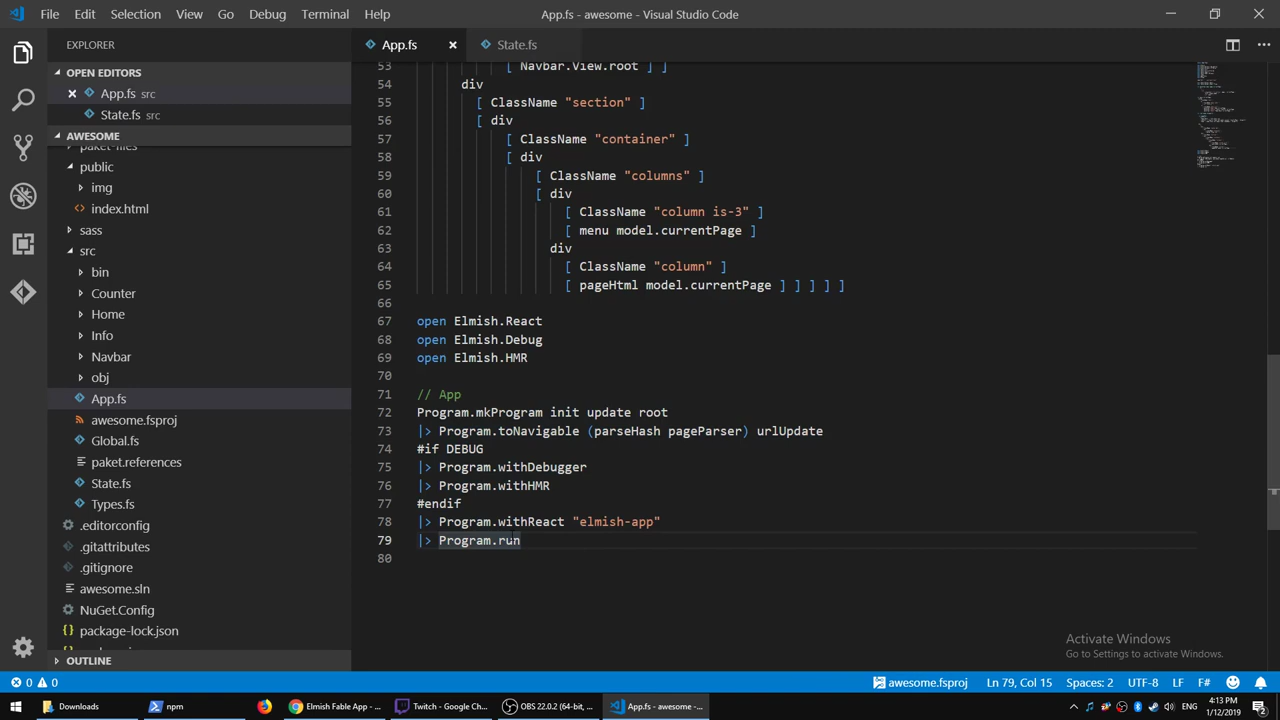 File Edit Selection View Go Debug Terminal Help
App.fs - awesome - Visual Studio Code
EXPLORER
OPEN EDITORS
App.fs src
State.fs src
AWESOME
public
img
index.html
sass
src
bin
Counter
Home
Info
Navbar
obj
App.fs
awesome.fsproj
Global.fs
paket.references
State.fs
Types.fs
.editorconfig
.gitattributes
.gitignore
awesome.sln
NuGet.Config
package-lock.json
OUTLINE
App.fs
State.fs
53 [ Navbar.View.root ] ]
54 div
55 [ ClassName "section" ]
56 [ div
57 [ ClassName "container" ]
58 [ div
59 [ ClassName "columns" ]
60 [ div
61 [ ClassName "column is-3" ]
62 [ menu model.currentPage ]
63 div
64 [ ClassName "column" ]
65 [ pageHtml model.currentPage ] ] ] ] ]
66
67 open Elmish.React
68 open Elmish.Debug
69 open Elmish.HMR
70
71 // App
72 Program.mkProgram init update root
73 |> Program.toNavigable (parseHash pageParser) urlUpdate
74 #if DEBUG
75 |> Program.withDebugger
76 |> Program.withHMR
77 #endif
78 |> Program.withReact "elmish-app"
79 |> Program.run
80
Activate Windows
Go to Settings to activate Windows.
0 0
awesome.fsproj Ln 79, Col 15 Spaces: 2 UTF-8 LF F#
Downloads
npm
Elmish Fable App - ...
Twitch - Google Ch...
OBS 22.0.2 (64-bit, ...
App.fs - awesome -...
4:13 PM
1/12/2019